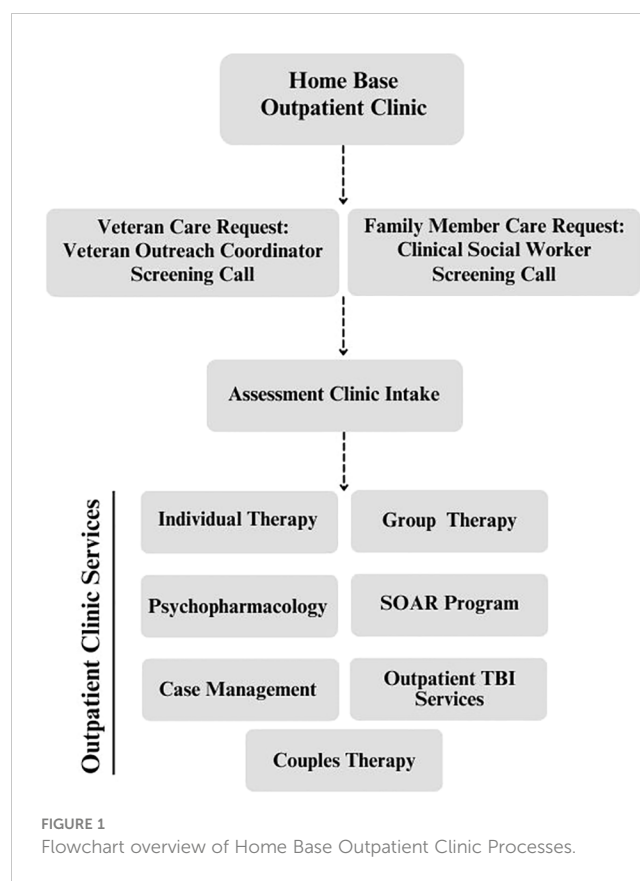 Home Base
Outpatient Clinic
Veteran Care Request:
Veteran Outreach Coordinator
Screening Call
Family Member Care Request:
Clinical Social Worker
Screening Call
Assessment Clinic Intake
Outpatient Clinic Services
Individual Therapy
Group Therapy
Psychopharmacology
SOAR Program
Case Management
Outpatient TBI
Services
Couples Therapy
FIGURE 1
Flowchart overview of Home Base Outpatient Clinic Processes.